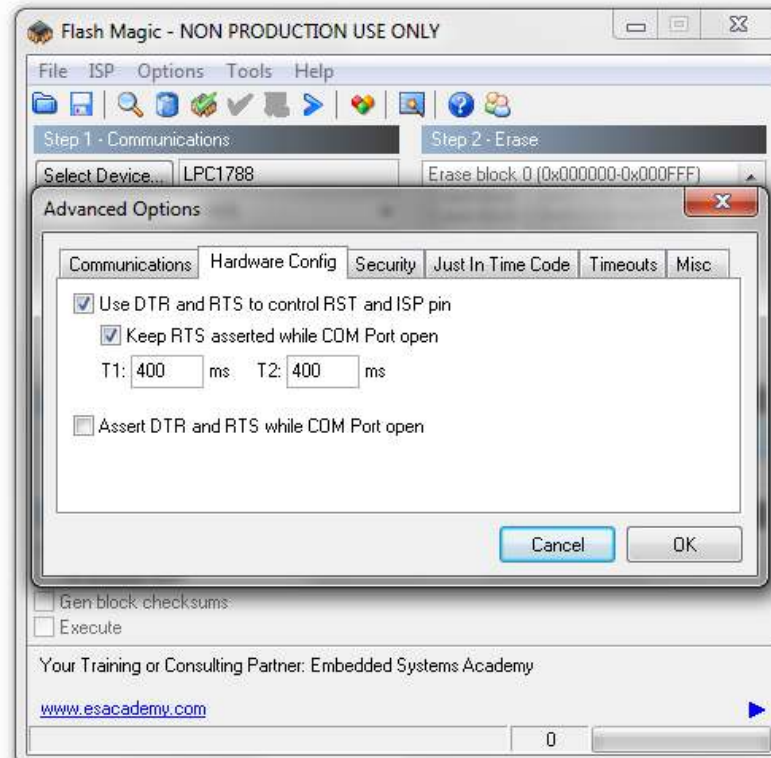 Flash Magic - NON PRODUCTION USE ONLY
File ISP Options Tools Help
Step 1 - Communications Step 2 - Erase
Select Device... LPC1788 Erase block 0 (0x000000-0x000FFF)
Advanced Options
Communications Hardware Config Security Just In Time Code Timeouts Misc
Use DTR and RTS to control RST and ISP pin
Keep RTS asserted while COM Port open
T1: 400 ms T2: 400 ms
Assert DTR and RTS while COM Port open
Cancel OK
Gen block checksums
Execute
Your Training or Consulting Partner: Embedded Systems Academy
www.esacademy.com
0